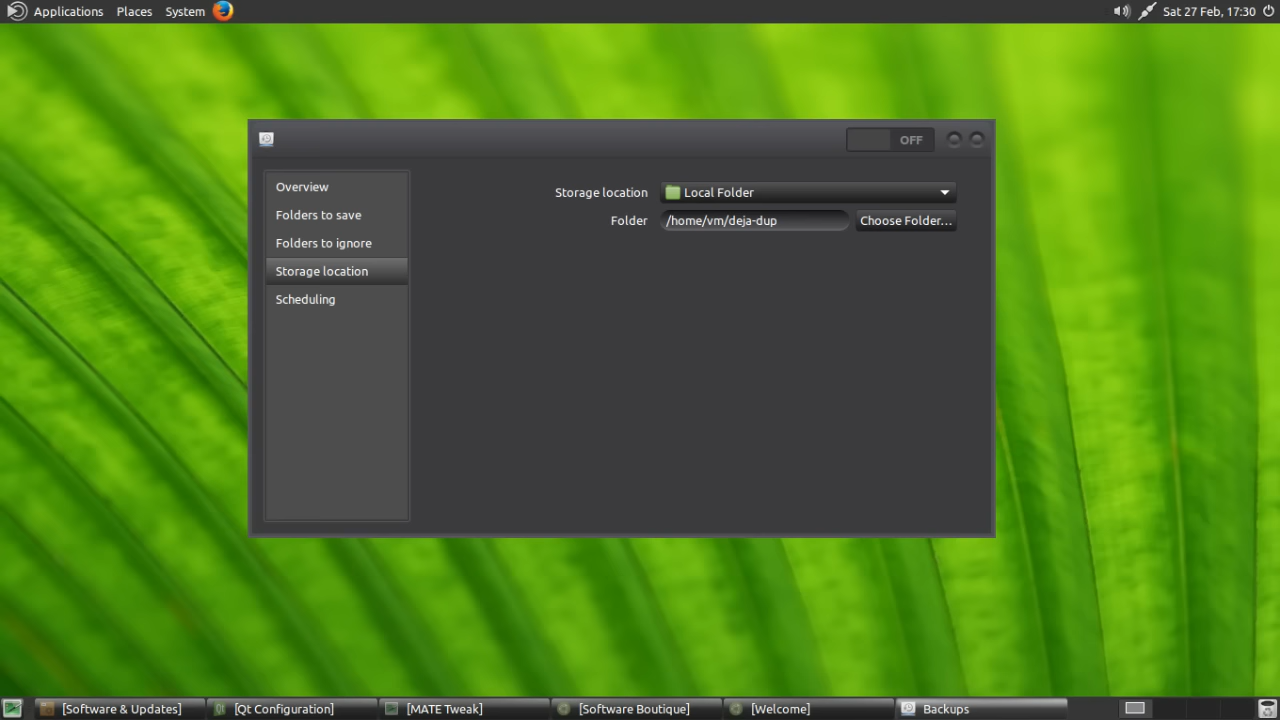 Applications Places System Sat 27 Feb, 17:30
OFF
Overview
Folders to save
Folders to ignore
Storage location
Scheduling
Storage location Local Folder
Folder /home/vm/deja-dup Choose Folder...
[Software & Updates] [Qt Configuration] [MATE Tweak] [Software Boutique] [Welcome] Backups